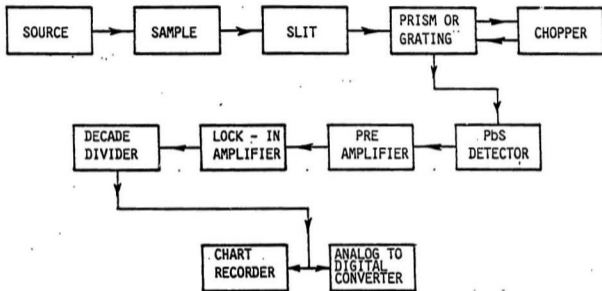 SOURCE
SAMPLE
SLIT
PRISM OR
GRATING
CHOPPER
DECADE
DIVIDER
LOCK - IN
AMPLIFIER
PRE
AMPLIFIER
PbS
DETECTOR
CHART
RECORDER
ANALOG TO
DIGITAL
CONVERTER